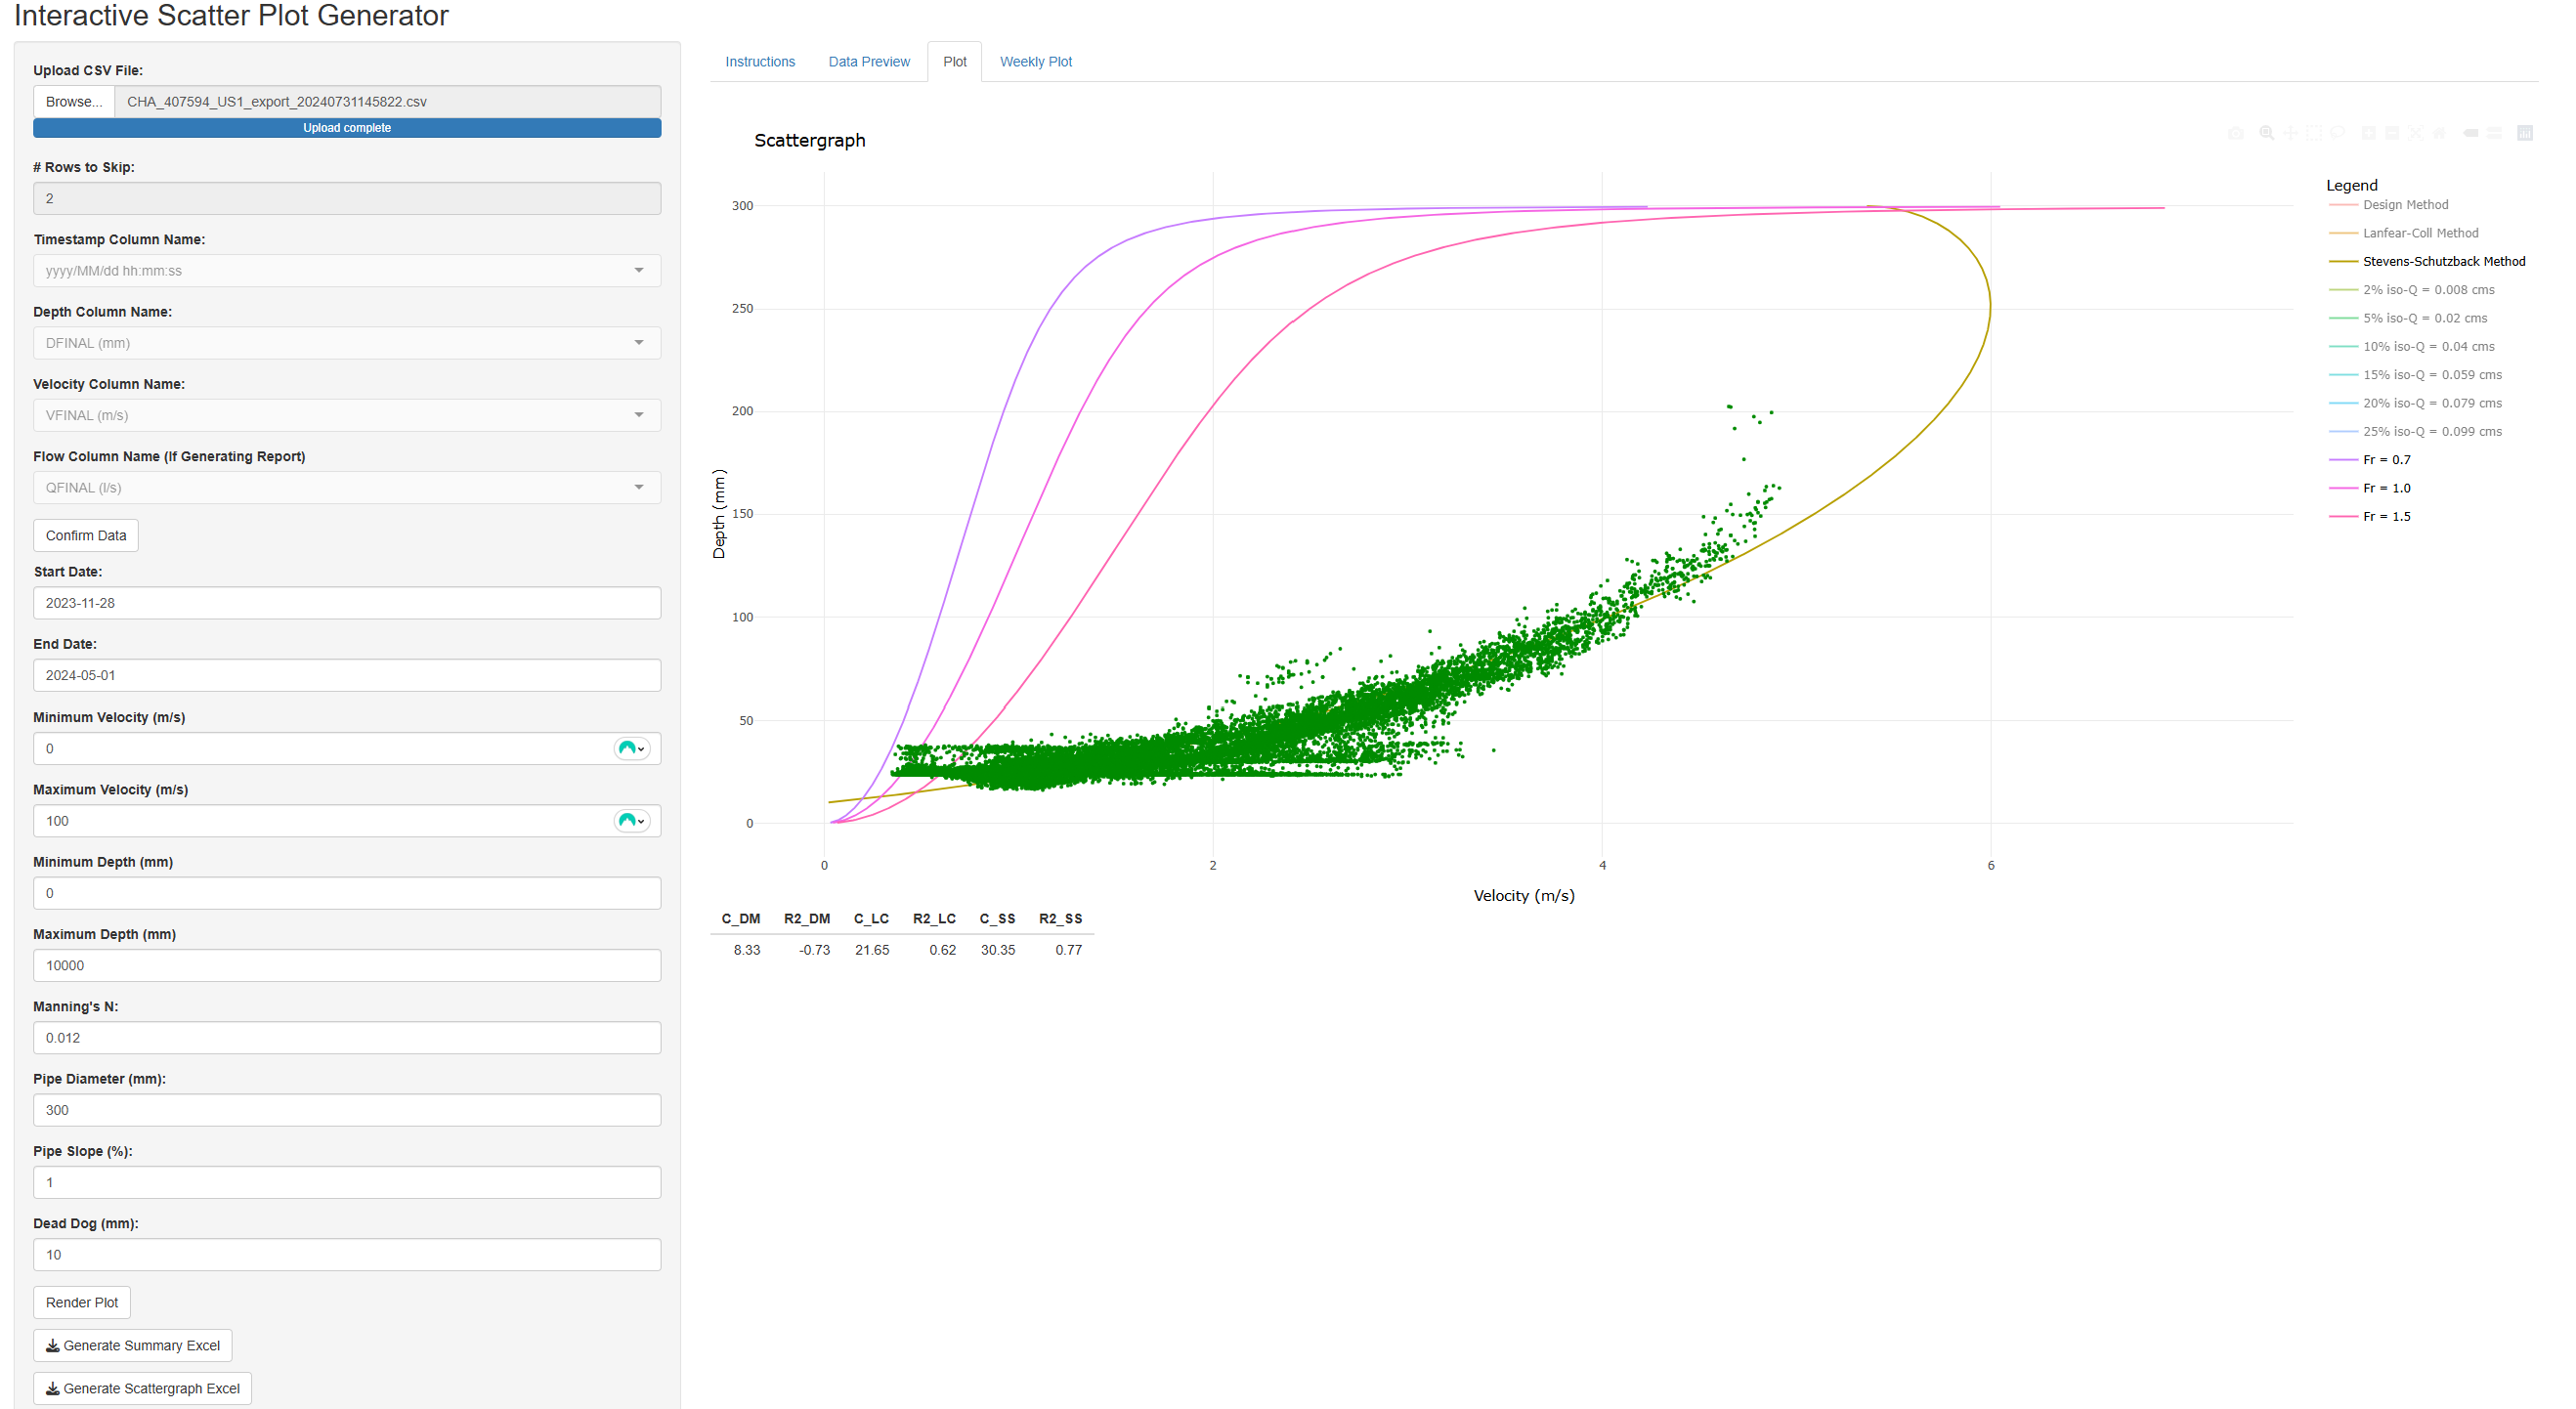 Interactive Scatter Plot Generator
Upload CSV File:
Browse... CHA_407594_US1_export_20240731145822.csv
Upload complete
# Rows to Skip:
2
Timestamp Column Name:
yyyy/MM/dd hh:mm:ss
Depth Column Name:
DFINAL (mm)
Velocity Column Name:
VFINAL (m/s)
Flow Column Name (If Generating Report)
QFINAL (l/s)
Confirm Data
Start Date:
2023-11-28
End Date:
2024-05-01
Minimum Velocity (m/s)
0
Maximum Velocity (m/s)
100
Minimum Depth (mm)
0
Maximum Depth (mm)
10000
Manning's N:
0.012
Pipe Diameter (mm):
300
Pipe Slope (%):
1
Dead Dog (mm):
10
Render Plot
Generate Summary Excel
Generate Scattergraph Excel
Instructions Data Preview Plot Weekly Plot
Scattergraph
300
250
200
150
100
50
0
Depth (mm)
0 2 4 6
Velocity (m/s)
Legend
Design Method
Lanfear-Coll Method
Stevens-Schutzback Method
2% iso-Q = 0.008 cms
5% iso-Q = 0.02 cms
10% iso-Q = 0.04 cms
15% iso-Q = 0.059 cms
20% iso-Q = 0.079 cms
25% iso-Q = 0.099 cms
Fr = 0.7
Fr = 1.0
Fr = 1.5
C_DM R2_DM C_LC R2_LC C_SS R2_SS
8.33 -0.73 21.65 0.62 30.35 0.77